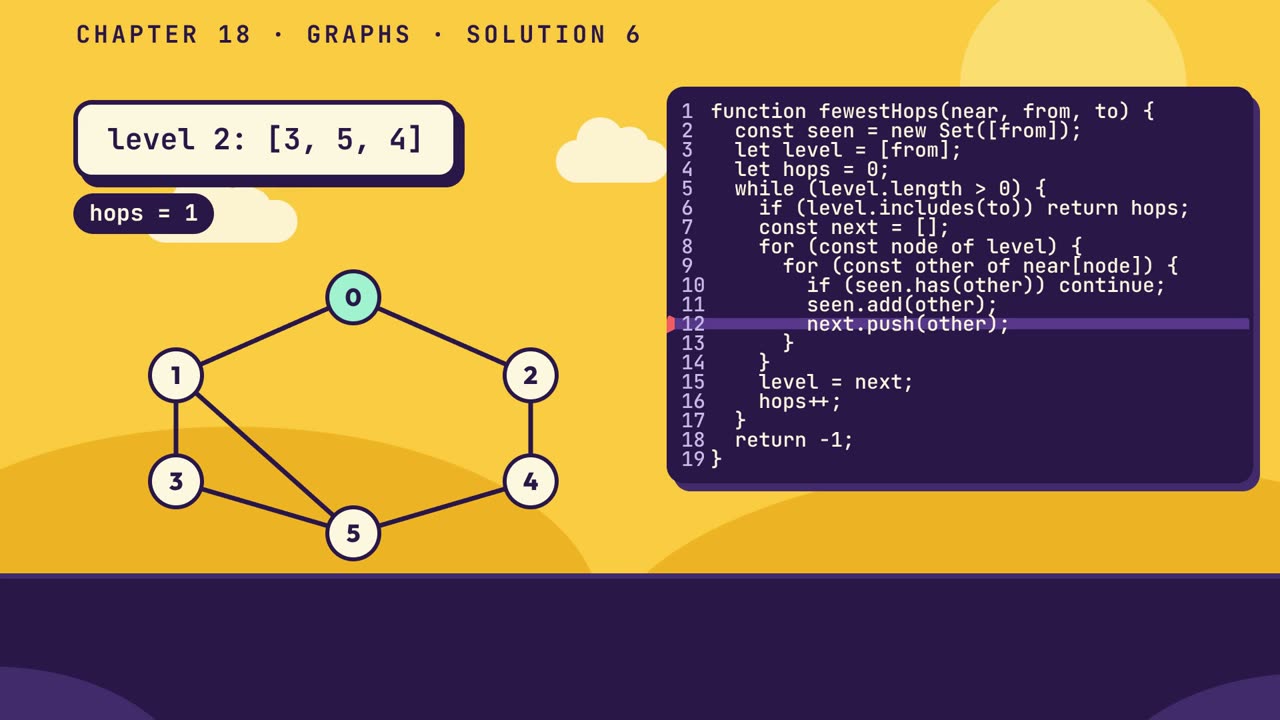 CHAPTER 18 · GRAPHS · SOLUTION 6
level 2: [3, 5, 4]
hops = 1
0
1
2
3
4
5
1 function fewestHops(near, from, to) {
2   const seen = new Set([from]);
3   let level = [from];
4   let hops = 0;
5   while (level.length > 0) {
6     if (level.includes(to)) return hops;
7     const next = [];
8     for (const node of level) {
9       for (const other of near[node]) {
10         if (seen.has(other)) continue;
11         seen.add(other);
12         next.push(other);
13       }
14     }
15     level = next;
16     hops++;
17   }
18   return -1;
19 }